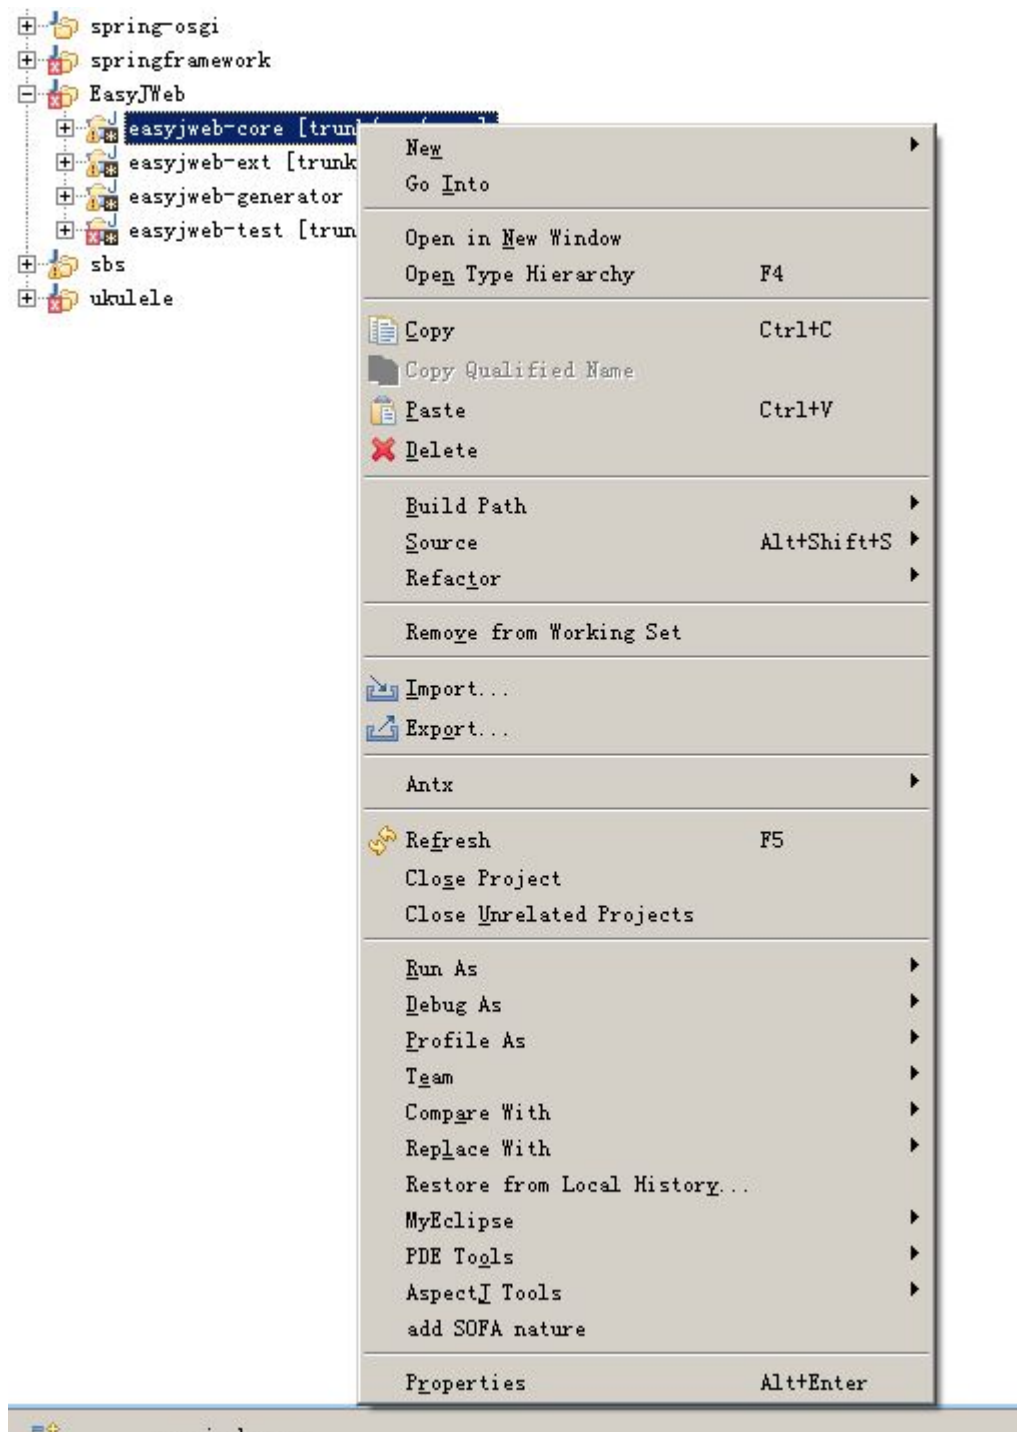 spring-osgi
springframework
EasyJWeb
easyjweb-core [trunk
easyjweb-ext [trunk
easyjweb-generator
easyjweb-test [trun
sbs
ukulele
New
Go Into
Open in New Window
Open Type Hierarchy F4
Copy Ctrl+C
Copy Qualified Name
Paste Ctrl+V
Delete
Build Path
Source Alt+Shift+S
Refactor
Remove from Working Set
Import...
Export...
Antx
Refresh F5
Close Project
Close Unrelated Projects
Run As
Debug As
Profile As
Team
Compare With
Replace With
Restore from Local History...
MyEclipse
PDE Tools
AspectJ Tools
add SOFA nature
Properties Alt+Enter